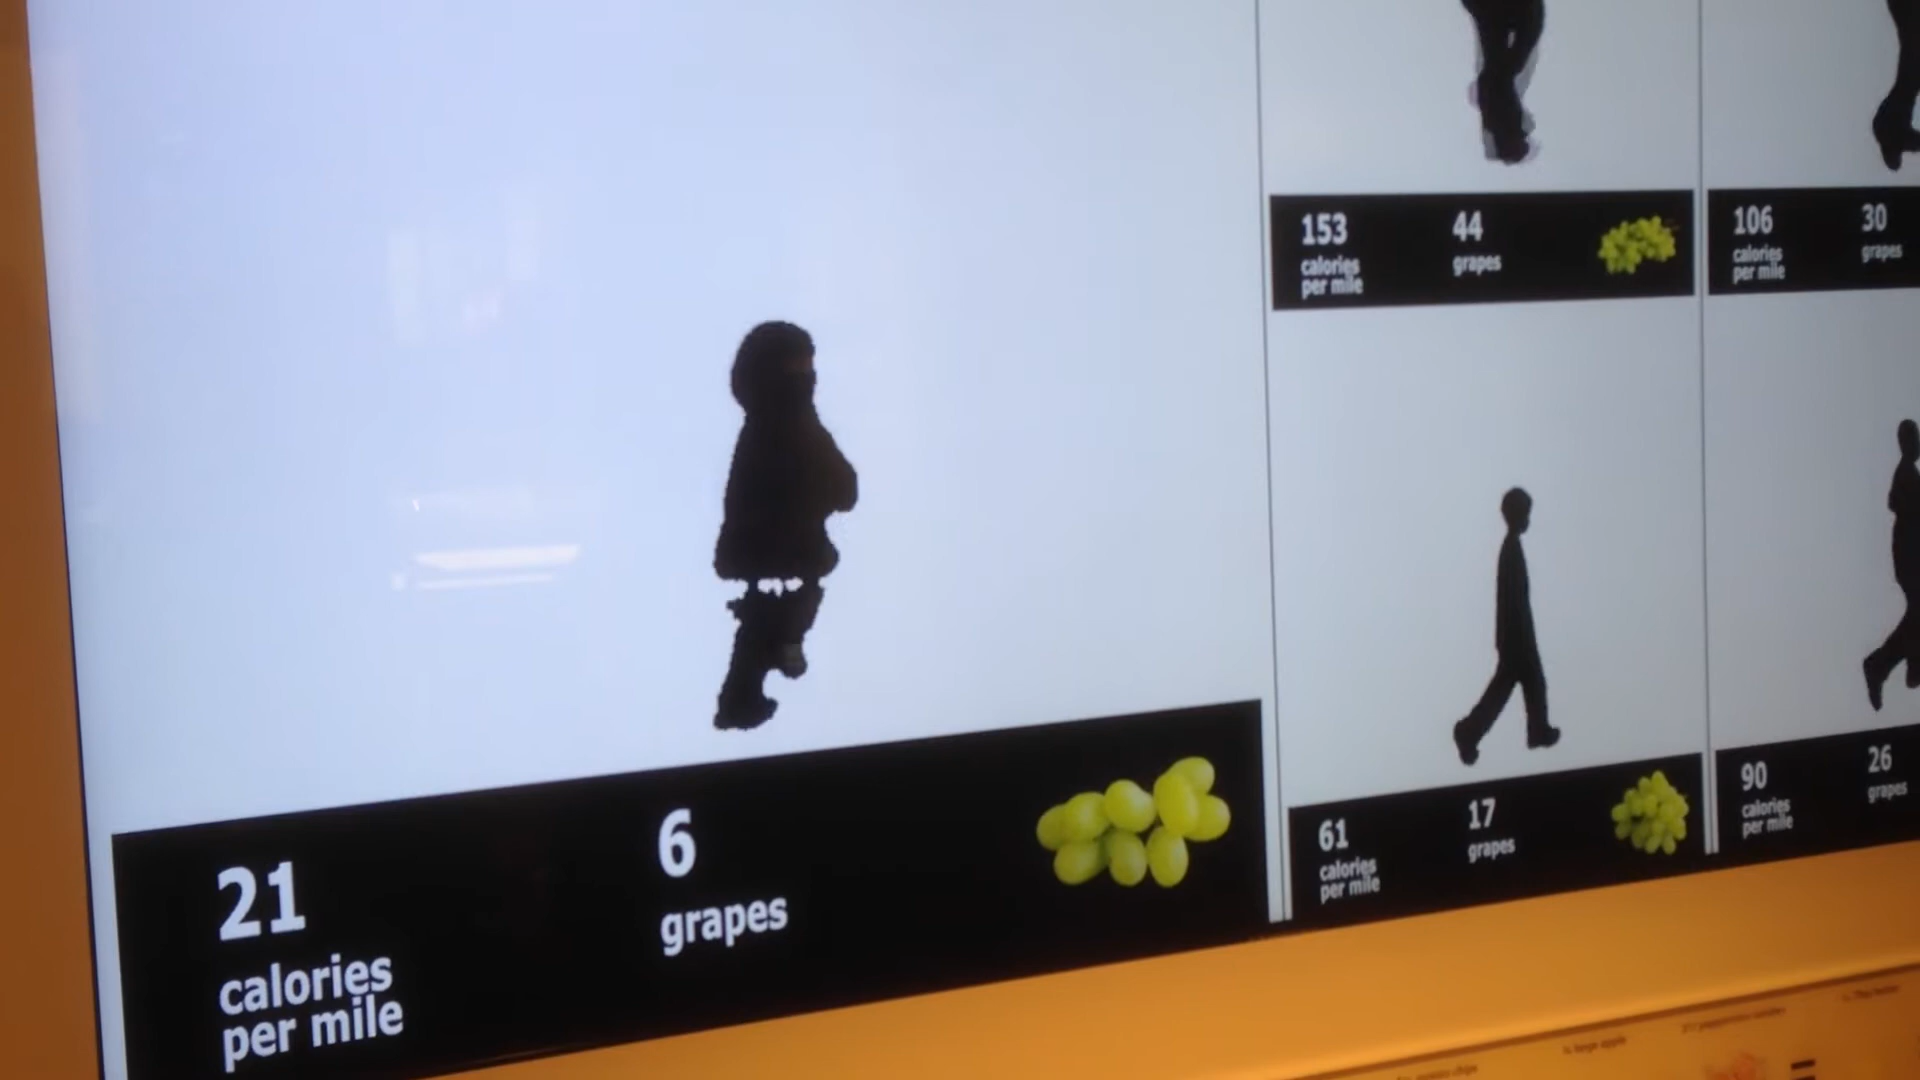 153
calories
per mile
44
grapes
106
calories
per mile
30
grapes
21
calories
per mile
6
grapes
61
calories
per mile
17
grapes
90
calories
per mile
26
grapes